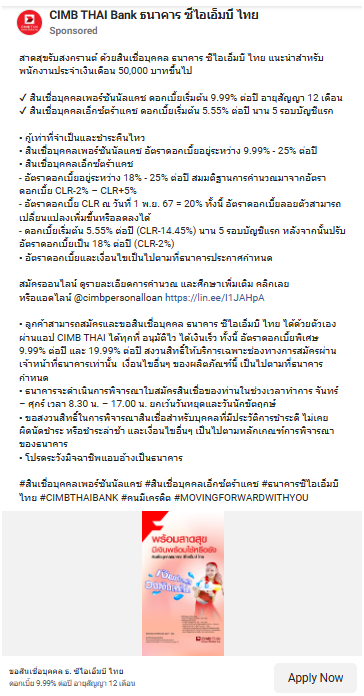 CIMB THAI Bank ธนาคาร ซีไอเอ็มบี ไทย
Sponsored
สาดสุขรับสงกรานต์ ด้วยสินเชื่อบุคคล ธนาคาร ซีไอเอ็มบี ไทย แนะนำสำหรับ
พนักงานประจำเงินเดือน 50,000 บาทขึ้นไป
✓ สินเชื่อบุคคลเพอร์ซันนัลแคช ดอกเบี้ยเริ่มต้น 9.99% ต่อปี อายุสัญญา 12 เดือน
✓ สินเชื่อบุคคลเอ็กซ์ตร้าแคช ดอกเบี้ยเริ่มต้น 5.55% ต่อปี นาน 5 รอบบัญชีแรก
• กู้เท่าที่จำเป็นและชำระคืนไหว
• สินเชื่อบุคคลเพอร์ซันนัลแคช อัตราดอกเบี้ยอยู่ระหว่าง 9.99% - 25% ต่อปี
• สินเชื่อบุคคลเอ็กซ์ตร้าแคช
- อัตราดอกเบี้ยอยู่ระหว่าง 18% - 25% ต่อปี สมมติฐานการคำนวณมาจากอัตรา
ดอกเบี้ย CLR-2% – CLR+5%
- อัตราดอกเบี้ย CLR ณ วันที่ 1 พ.ย. 67 = 20% ทั้งนี้ อัตราดอกเบี้ยลอยตัวสามารถ
เปลี่ยนแปลงเพิ่มขึ้นหรือลดลงได้
- ดอกเบี้ยเริ่มต้น 5.55% ต่อปี (CLR-14.45%) นาน 5 รอบบัญชีแรก หลังจากนั้นปรับ
อัตราดอกเบี้ยเป็น 18% ต่อปี (CLR-2%)
• อัตราดอกเบี้ยและเงื่อนไขเป็นไปตามที่ธนาคารประกาศกำหนด
สมัครออนไลน์ ดูรายละเอียดการคำนวณ และศึกษาเพิ่มเติม คลิกเลย
หรือแอดไลน์ @cimbpersonalloan https://lin.ee/I1JAHpA
• ลูกค้าสามารถสมัครและขอสินเชื่อบุคคล ธนาคาร ซีไอเอ็มบี ไทย ได้ด้วยตัวเอง
ผ่านแอป CIMB THAI ได้ทุกที่ อนุมัติไว ได้เงินเร็ว ทั้งนี้ อัตราดอกเบี้ยพิเศษ
9.99% ต่อปี และ 19.99% ต่อปี สงวนสิทธิ์ให้บริการเฉพาะช่องทางการสมัครผ่าน
เจ้าหน้าที่ธนาคารเท่านั้น เงื่อนไขอื่นๆ ของผลิตภัณฑ์นี้ เป็นไปตามที่ธนาคาร
กำหนด
• ธนาคารจะดำเนินการพิจารณาใบสมัครสินเชื่อของท่านในช่วงเวลาทำการ จันทร์
– ศุกร์ เวลา 8.30 น. – 17.00 น. ยกเว้นวันหยุดและวันนักขัตฤกษ์
• ขอสงวนสิทธิ์ในการพิจารณาสินเชื่อสำหรับบุคคลที่มีประวัติการชำระดี ไม่เคย
ผิดนัดชำระ หรือชำระล่าช้า และเงื่อนไขอื่นๆ เป็นไปตามหลักเกณฑ์การพิจารณา
ของธนาคาร
• โปรดระวังมิจฉาชีพแอบอ้างเป็นธนาคาร
#สินเชื่อบุคคลเพอร์ซันนัลแคช #สินเชื่อบุคคลเอ็กซ์ตร้าแคช #ธนาคารซีไอเอ็มบี
ไทย #CIMBTHAIBANK #คนมีเครดิต #MOVINGFORWARDWITHYOU
พร้อมสาดสุข
มีเงินพร้อมใช้หรือยัง
ขอสินเชื่อบุคคล ธ. ซีไอเอ็มบี ไทย
ดอกเบี้ย 9.99% ต่อปี อายุสัญญา 12 เดือน
Apply Now